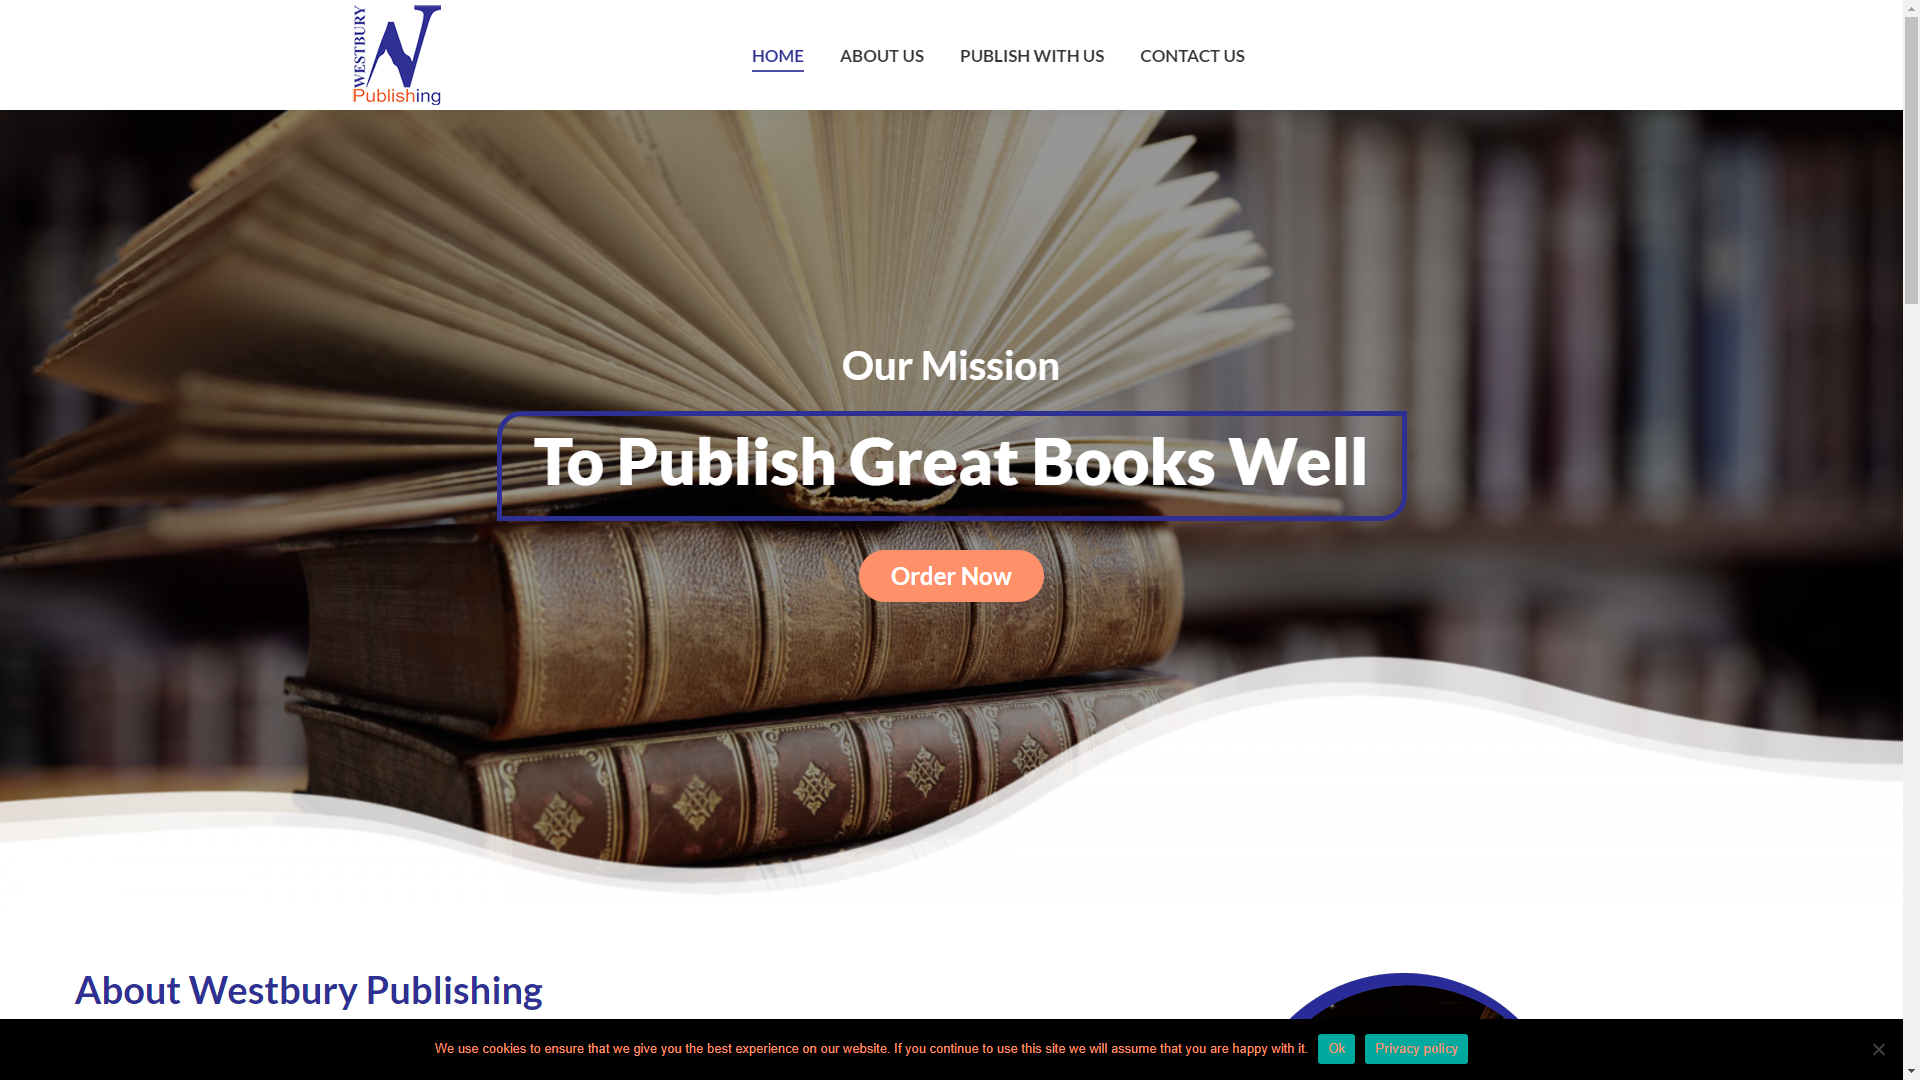 WESTBURY
Publishing
HOME
ABOUT US
PUBLISH WITH US
CONTACT US
Our Mission
To Publish Great Books Well
Order Now
About Westbury Publishing
We use cookies to ensure that we give you the best experience on our website. If you continue to use this site we will assume that you are happy with it.
Ok
Privacy policy